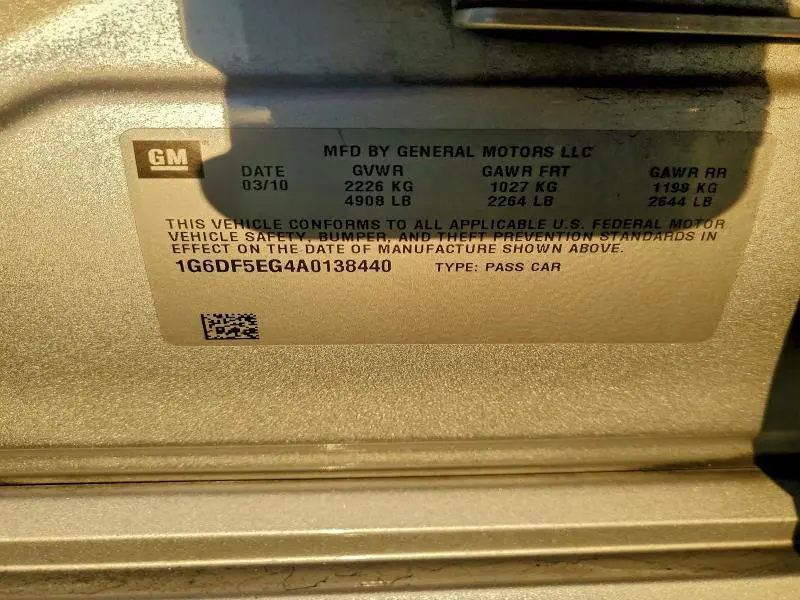 GM
MFD BY GENERAL MOTORS LLC
DATE GVWR GAWR FRT GAWR RR
03/10 2226 KG 1027 KG 1199 KG
4908 LB 2264 LB 2644 LB
THIS VEHICLE CONFORMS TO ALL APPLICABLE U.S. FEDERAL MOTOR
VEHICLE SAFETY, BUMPER, AND THEFT PREVENTION STANDARDS IN
EFFECT ON THE DATE OF MANUFACTURE SHOWN ABOVE.
1G6DF5EG4A0138440 TYPE: PASS CAR